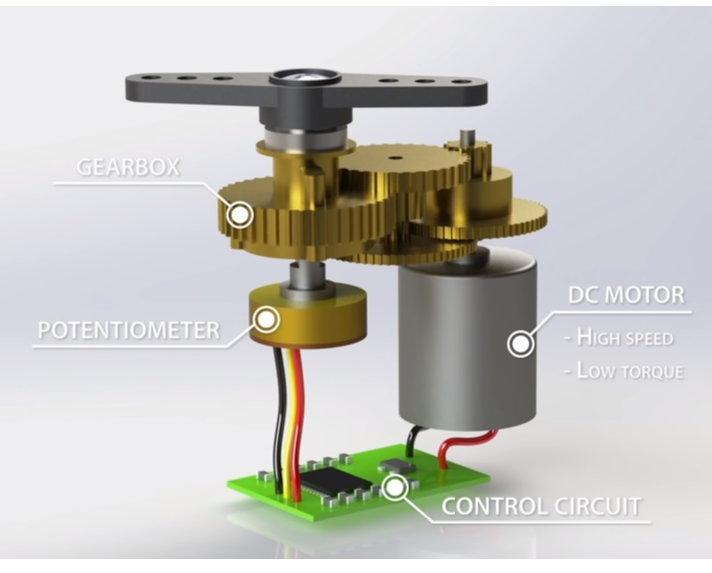 GEARBOX
POTENTIOMETER
DC MOTOR
- HIGH SPEED
- LOW TORQUE
CONTROL CIRCUIT